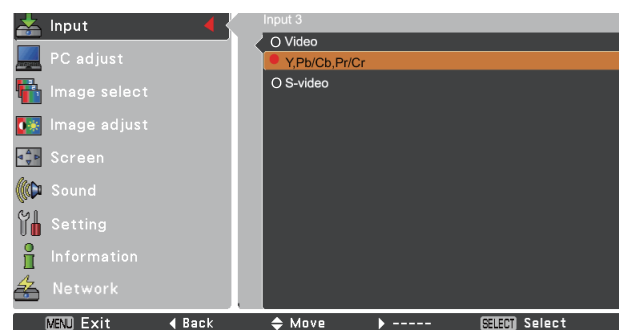 Input
PC adjust
Image select
Image adjust
Screen
Sound
Setting
Information
Network
Input 3
O Video
Y,Pb/Cb,Pr/Cr
O S-video
MENU Exit Back Move ----- SELECT Select